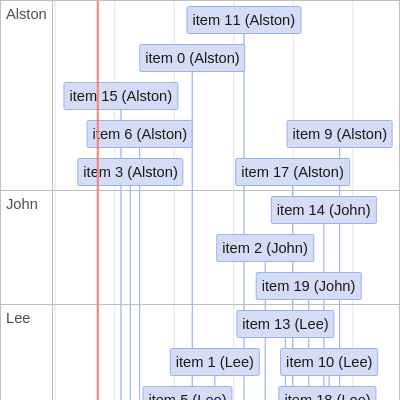 Alston
item 11 (Alston)
item 0 (Alston)
item 15 (Alston)
item 6 (Alston)
item 9 (Alston)
item 3 (Alston)
item 17 (Alston)
John
item 14 (John)
item 2 (John)
item 19 (John)
Lee
item 13 (Lee)
item 1 (Lee)
item 10 (Lee)
item 5 (Lee)
item 18 (Lee)